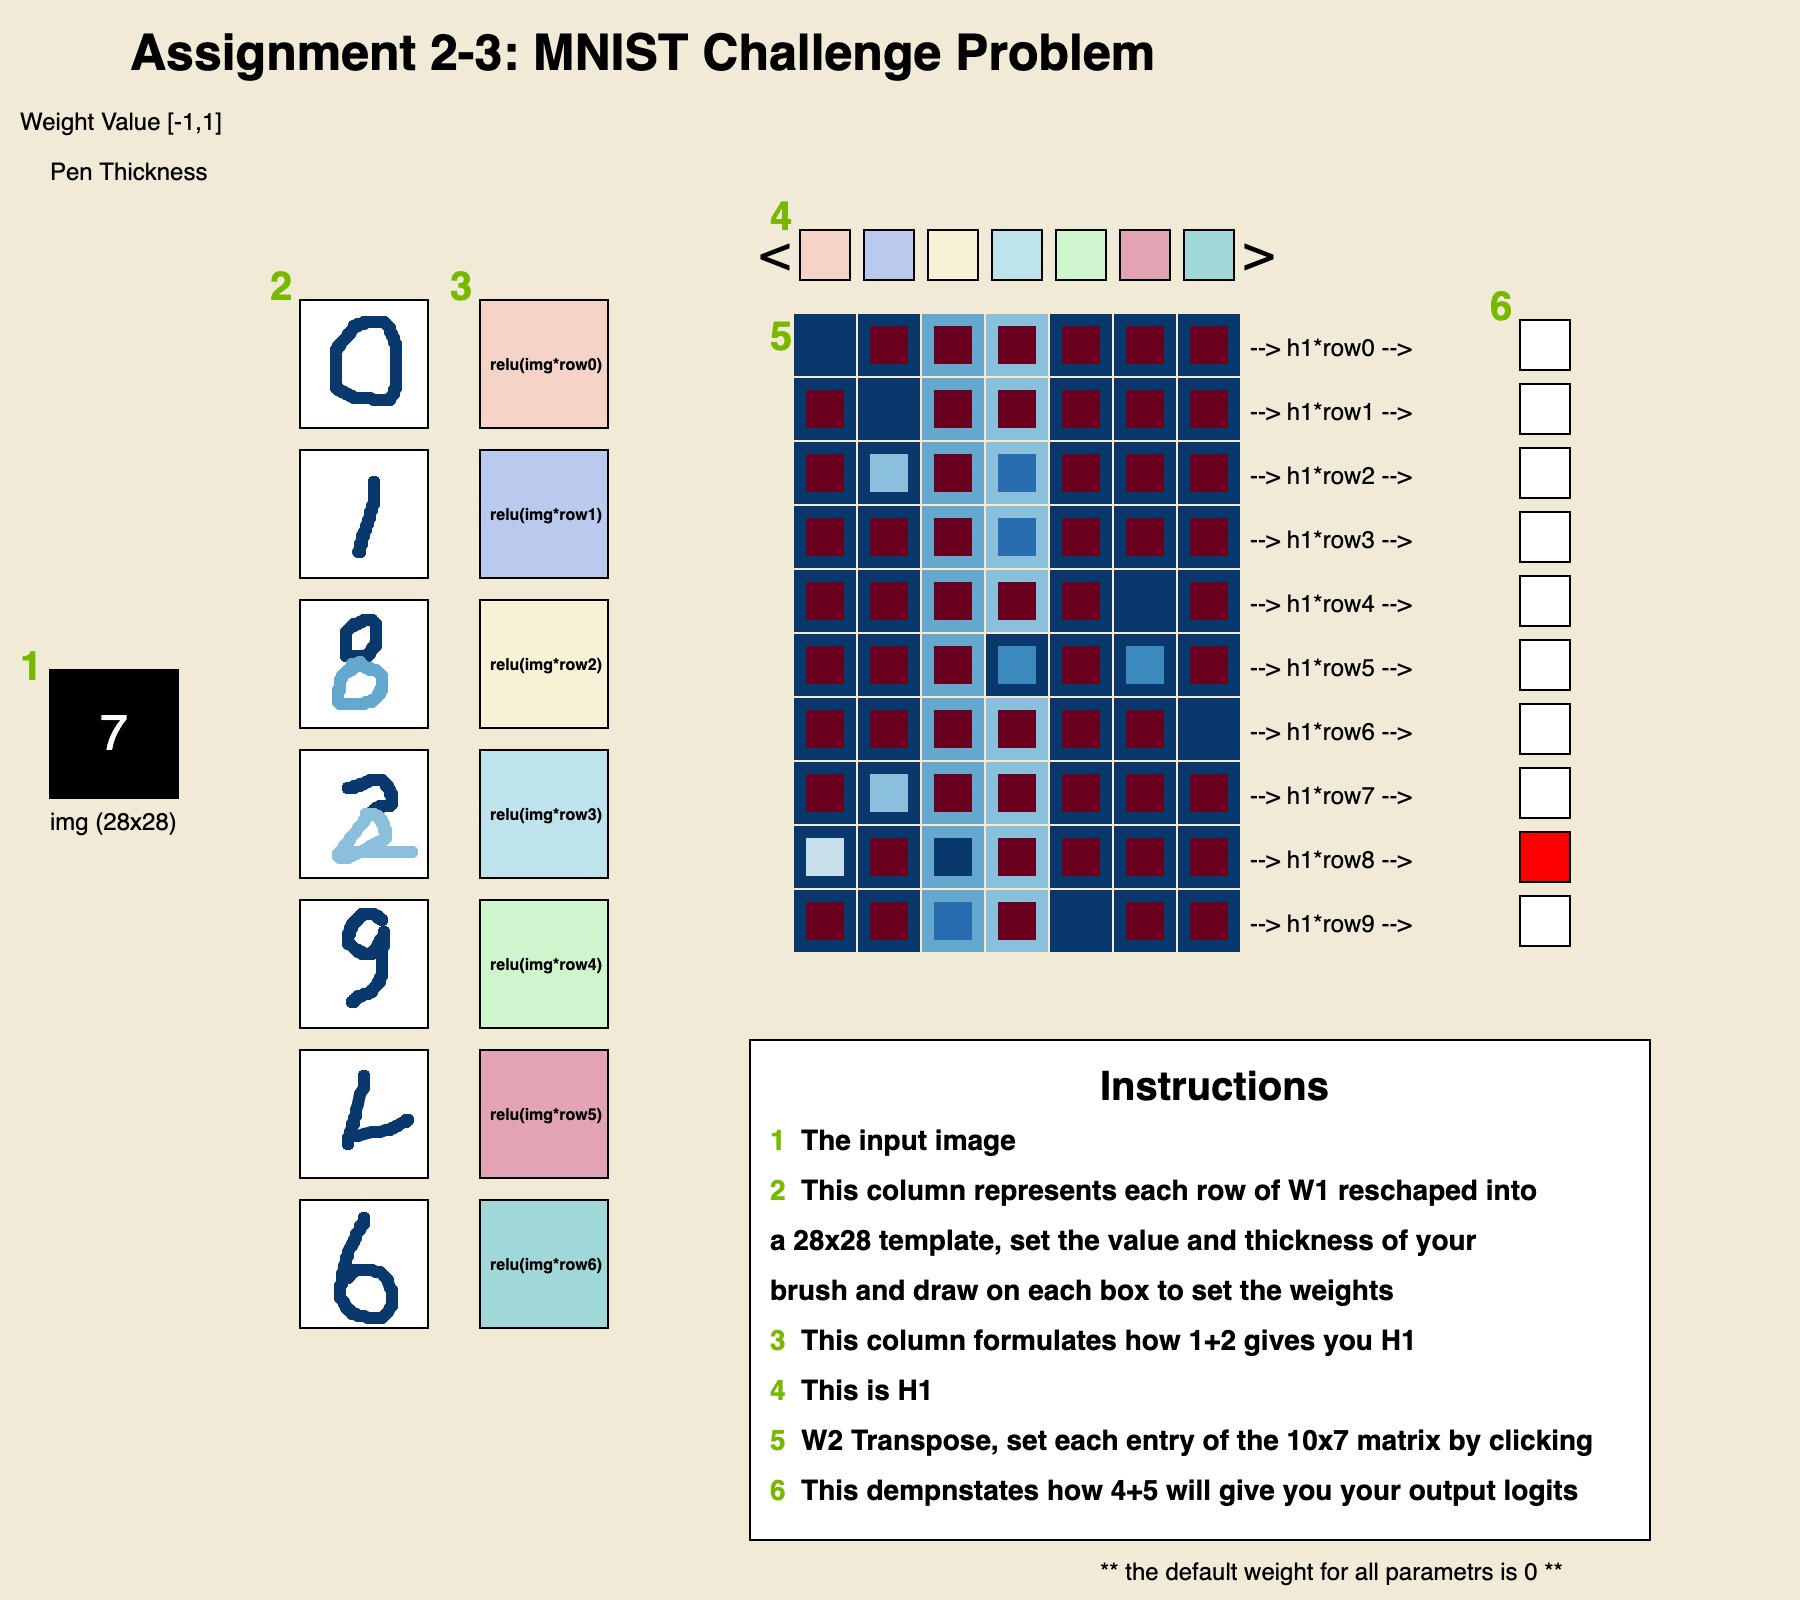 Assignment 2-3: MNIST Challenge Problem
Weight Value [-1,1]
Pen Thickness
4
< >
2 3
6
5
0
relu(img*row0)
--> h1*row0 -->
--> h1*row1 -->
1
relu(img*row1)
--> h1*row2 -->
--> h1*row3 -->
8
relu(img*row2)
--> h1*row4 -->
1
7
img (28x28)
--> h1*row5 -->
--> h1*row6 -->
2
relu(img*row3)
--> h1*row7 -->
--> h1*row8 -->
9
relu(img*row4)
--> h1*row9 -->
relu(img*row5)
6
relu(img*row6)
Instructions
1 The input image
2 This column represents each row of W1 reschaped into
a 28x28 template, set the value and thickness of your
brush and draw on each box to set the weights
3 This column formulates how 1+2 gives you H1
4 This is H1
5 W2 Transpose, set each entry of the 10x7 matrix by clicking
6 This dempnstates how 4+5 will give you your output logits
** the default weight for all parametrs is 0 **